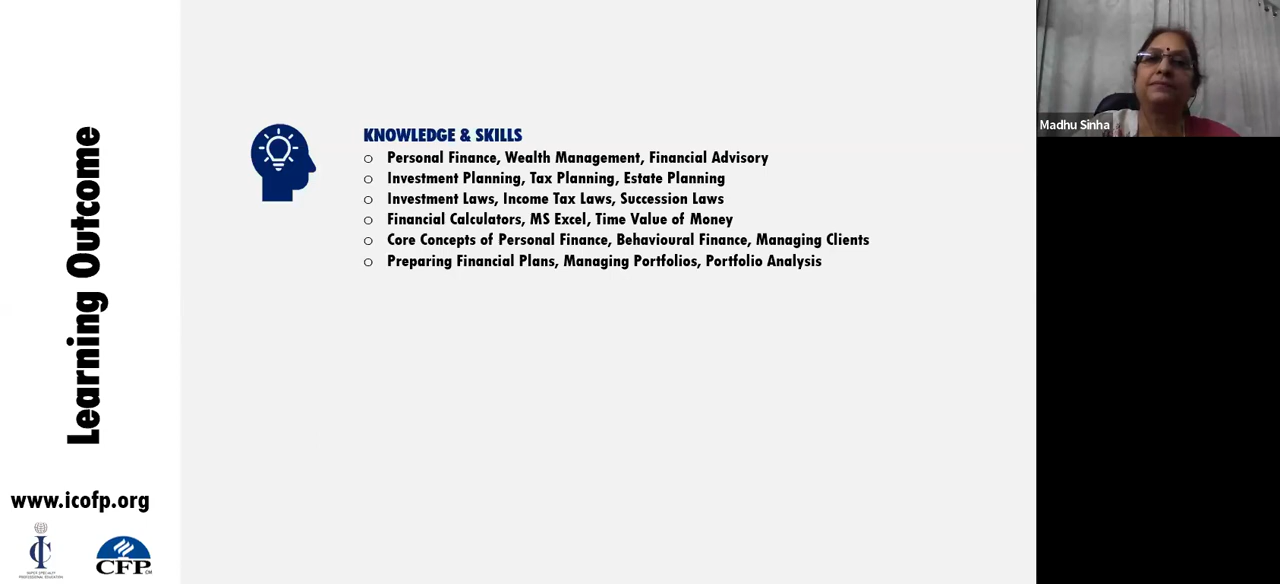 Learning Outcome
KNOWLEDGE & SKILLS
Personal Finance, Wealth Management, Financial Advisory
Investment Planning, Tax Planning, Estate Planning
Investment Laws, Income Tax Laws, Succession Laws
Financial Calculators, MS Excel, Time Value of Money
Core Concepts of Personal Finance, Behavioural Finance, Managing Clients
Preparing Financial Plans, Managing Portfolios, Portfolio Analysis
www.icofp.org
CFP
Madhu Sinha